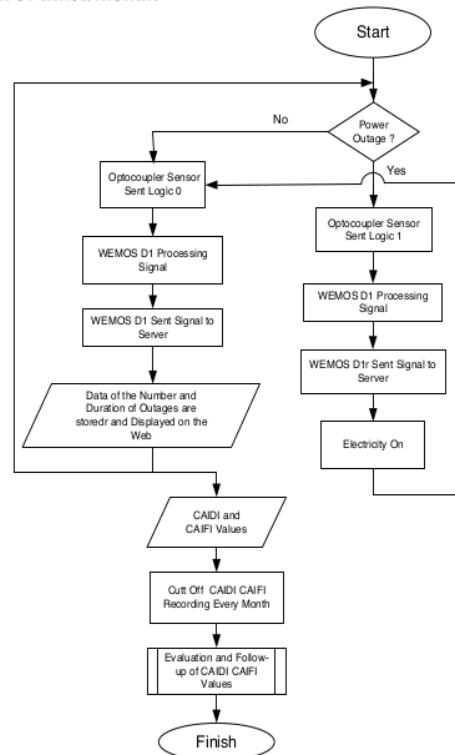 Start
Power
Outage ?
No
Yes
Optocoupler Sensor
Sent Logic 0
Optocoupler Sensor
Sent Logic 1
WEMOS D1 Processing
Signal
WEMOS D1 Processing
Signal
WEMOS D1 Sent Signal to
Server
WEMOS D1r Sent Signal to
Server
Data of the Number and
Duration of Outages are
storedr and Displayed on the
Web
Electricity On
CAIDI and
CAIFI Values
Cutt Off CAIDI CAIFI
Recording Every Month
Evaluation and Follow-
up of CAIDI CAIFI
Values
Finish